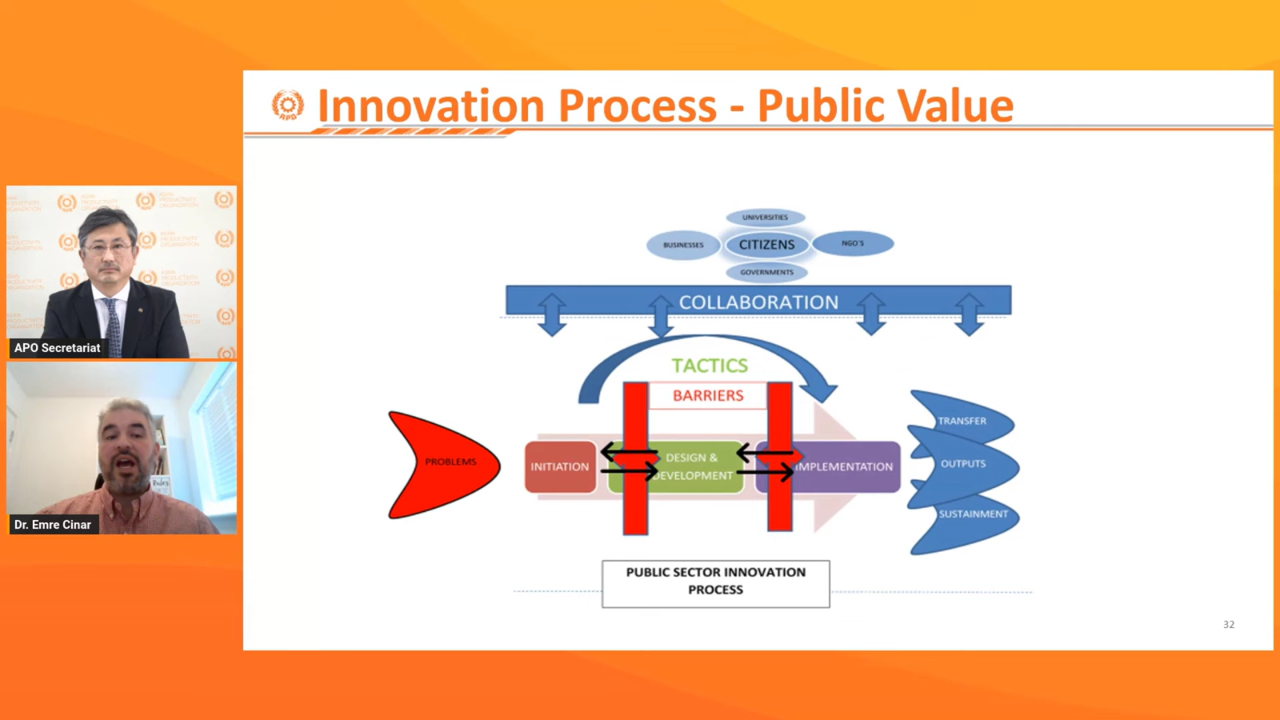 Innovation Process - Public Value
APO
UNIVERSITIES
BUSINESSES
CITIZENS
NGO'S
GOVERNMENTS
COLLABORATION
TACTICS
BARRIERS
PROBLEMS
INITIATION
DESIGN &
DEVELOPMENT
IMPLEMENTATION
TRANSFER
OUTPUTS
SUSTAINMENT
PUBLIC SECTOR INNOVATION
PROCESS
32
APO Secretariat
Dr. Emre Cinar